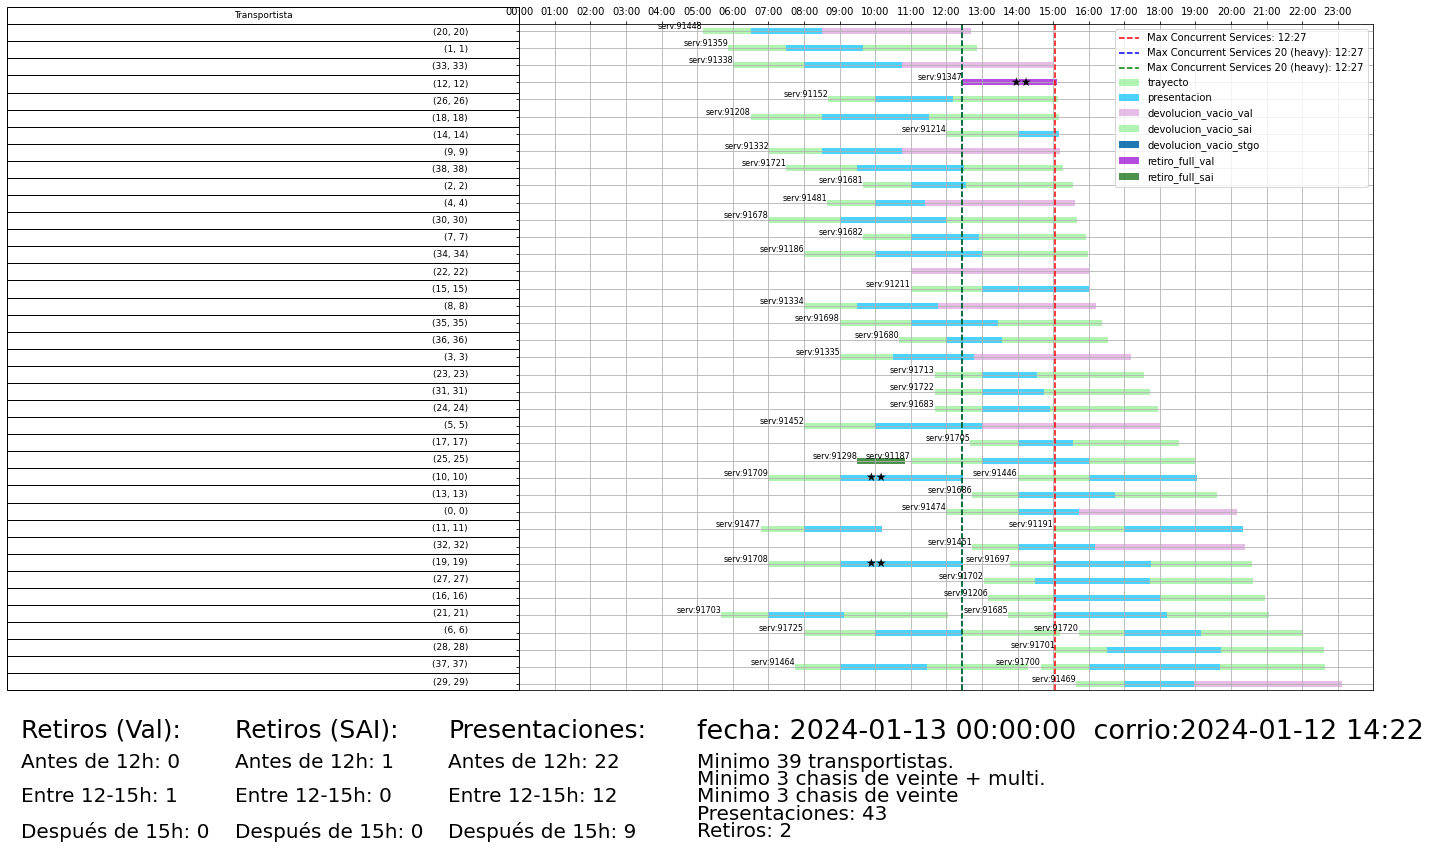 Transportista
00:00 01:00 02:00 03:00 04:00 05:00 06:00 07:00 08:00 09:00 10:00 11:00 12:00 13:00 14:00 15:00 16:00 17:00 18:00 19:00 20:00 21:00 22:00 23:00
(20, 20) serv:91448
(1, 1) serv:91359
(33, 33) serv:91338
(12, 12) serv:91347 ★★
(26, 26) serv:91152
(18, 18) serv:91208
(14, 14) serv:91214
(9, 9) serv:91332
(38, 38) serv:91721
(2, 2) serv:91681
(4, 4) serv:91481
(30, 30) serv:91678
(7, 7) serv:91682
(34, 34) serv:91186
(22, 22)
(15, 15) serv:91211
(8, 8) serv:91334
(35, 35) serv:91698
(36, 36) serv:91680
(3, 3) serv:91335
(23, 23) serv:91713
(31, 31) serv:91722
(24, 24) serv:91683
(5, 5) serv:91452
(17, 17) serv:91705
(25, 25) serv:91298 serv:91187
(10, 10) serv:91709 ★★ serv:91446
(13, 13) serv:91686
(0, 0) serv:91474
(11, 11) serv:91477 serv:91191
(32, 32) serv:91451
(19, 19) serv:91708 ★★ serv:91697
(27, 27) serv:91702
(16, 16) serv:91206
(21, 21) serv:91703 serv:91685
(6, 6) serv:91725 serv:91720
(28, 28) serv:91701
(37, 37) serv:91464 serv:91700
(29, 29) serv:91469
Max Concurrent Services: 12:27
Max Concurrent Services 20 (heavy): 12:27
Max Concurrent Services 20 (heavy): 12:27
trayecto
presentacion
devolucion_vacio_val
devolucion_vacio_sai
devolucion_vacio_stgo
retiro_full_val
retiro_full_sai
Retiros (Val):
Antes de 12h: 0
Entre 12-15h: 1
Después de 15h: 0
Retiros (SAI):
Antes de 12h: 1
Entre 12-15h: 0
Después de 15h: 0
Presentaciones:
Antes de 12h: 22
Entre 12-15h: 12
Después de 15h: 9
fecha: 2024-01-13 00:00:00 corrio:2024-01-12 14:22
Minimo 39 transportistas.
Minimo 3 chasis de veinte + multi.
Minimo 3 chasis de veinte
Presentaciones: 43
Retiros: 2